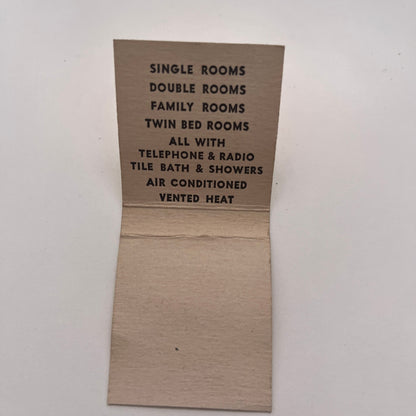 SINGLE ROOMS
DOUBLE ROOMS
FAMILY ROOMS
TWIN BED ROOMS
ALL WITH
TELEPHONE & RADIO
TILE BATH & SHOWERS
AIR CONDITIONED
VENTED HEAT